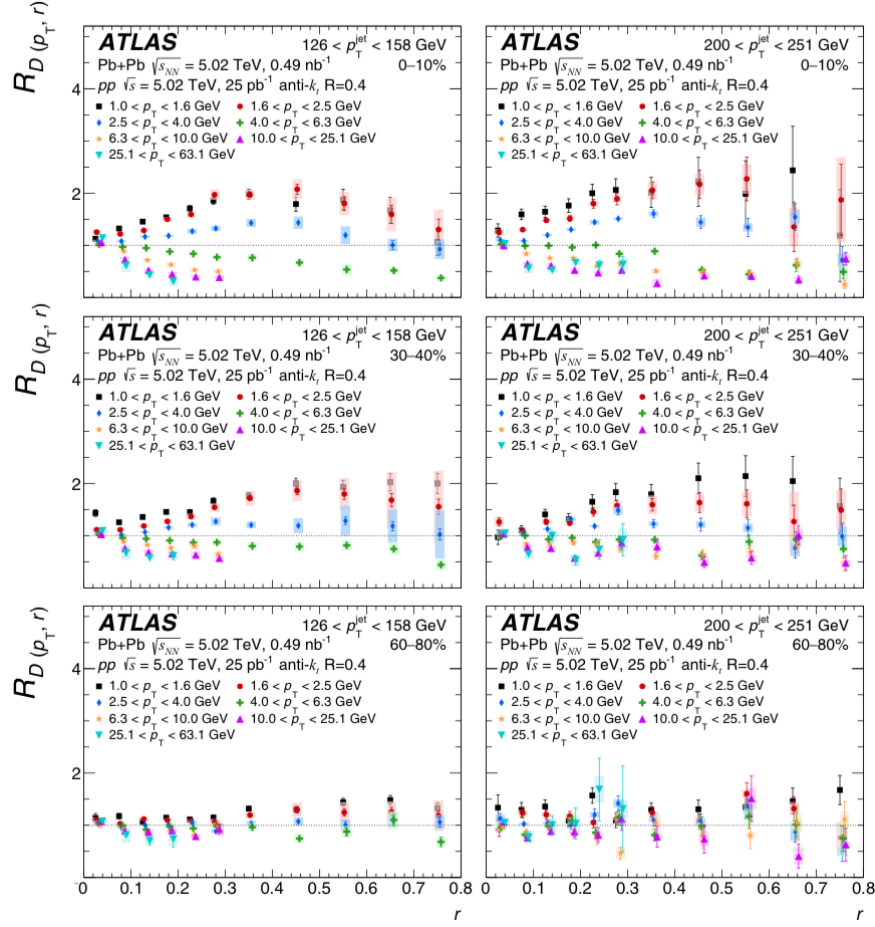 R_D (p_T, r)
ATLAS 126 < p_T^jet < 158 GeV
Pb+Pb √s_NN = 5.02 TeV, 0.49 nb⁻¹ 0–10%
pp √s = 5.02 TeV, 25 pb⁻¹ anti-k_t R=0.4
1.0 < p_T < 1.6 GeV 1.6 < p_T < 2.5 GeV
2.5 < p_T < 4.0 GeV 4.0 < p_T < 6.3 GeV
6.3 < p_T < 10.0 GeV 10.0 < p_T < 25.1 GeV
25.1 < p_T < 63.1 GeV
4
2
ATLAS 200 < p_T^jet < 251 GeV
Pb+Pb √s_NN = 5.02 TeV, 0.49 nb⁻¹ 0–10%
pp √s = 5.02 TeV, 25 pb⁻¹ anti-k_t R=0.4
1.0 < p_T < 1.6 GeV 1.6 < p_T < 2.5 GeV
2.5 < p_T < 4.0 GeV 4.0 < p_T < 6.3 GeV
6.3 < p_T < 10.0 GeV 10.0 < p_T < 25.1 GeV
25.1 < p_T < 63.1 GeV
R_D (p_T, r)
ATLAS 126 < p_T^jet < 158 GeV
Pb+Pb √s_NN = 5.02 TeV, 0.49 nb⁻¹ 30–40%
pp √s = 5.02 TeV, 25 pb⁻¹ anti-k_t R=0.4
1.0 < p_T < 1.6 GeV 1.6 < p_T < 2.5 GeV
2.5 < p_T < 4.0 GeV 4.0 < p_T < 6.3 GeV
6.3 < p_T < 10.0 GeV 10.0 < p_T < 25.1 GeV
25.1 < p_T < 63.1 GeV
4
2
ATLAS 200 < p_T^jet < 251 GeV
Pb+Pb √s_NN = 5.02 TeV, 0.49 nb⁻¹ 30–40%
pp √s = 5.02 TeV, 25 pb⁻¹ anti-k_t R=0.4
1.0 < p_T < 1.6 GeV 1.6 < p_T < 2.5 GeV
2.5 < p_T < 4.0 GeV 4.0 < p_T < 6.3 GeV
6.3 < p_T < 10.0 GeV 10.0 < p_T < 25.1 GeV
25.1 < p_T < 63.1 GeV
R_D (p_T, r)
ATLAS 126 < p_T^jet < 158 GeV
Pb+Pb √s_NN = 5.02 TeV, 0.49 nb⁻¹ 60–80%
pp √s = 5.02 TeV, 25 pb⁻¹ anti-k_t R=0.4
1.0 < p_T < 1.6 GeV 1.6 < p_T < 2.5 GeV
2.5 < p_T < 4.0 GeV 4.0 < p_T < 6.3 GeV
6.3 < p_T < 10.0 GeV 10.0 < p_T < 25.1 GeV
25.1 < p_T < 63.1 GeV
4
2
0 0.1 0.2 0.3 0.4 0.5 0.6 0.7 0.8
r
ATLAS 200 < p_T^jet < 251 GeV
Pb+Pb √s_NN = 5.02 TeV, 0.49 nb⁻¹ 60–80%
pp √s = 5.02 TeV, 25 pb⁻¹ anti-k_t R=0.4
1.0 < p_T < 1.6 GeV 1.6 < p_T < 2.5 GeV
2.5 < p_T < 4.0 GeV 4.0 < p_T < 6.3 GeV
6.3 < p_T < 10.0 GeV 10.0 < p_T < 25.1 GeV
25.1 < p_T < 63.1 GeV
0 0.1 0.2 0.3 0.4 0.5 0.6 0.7 0.8
r